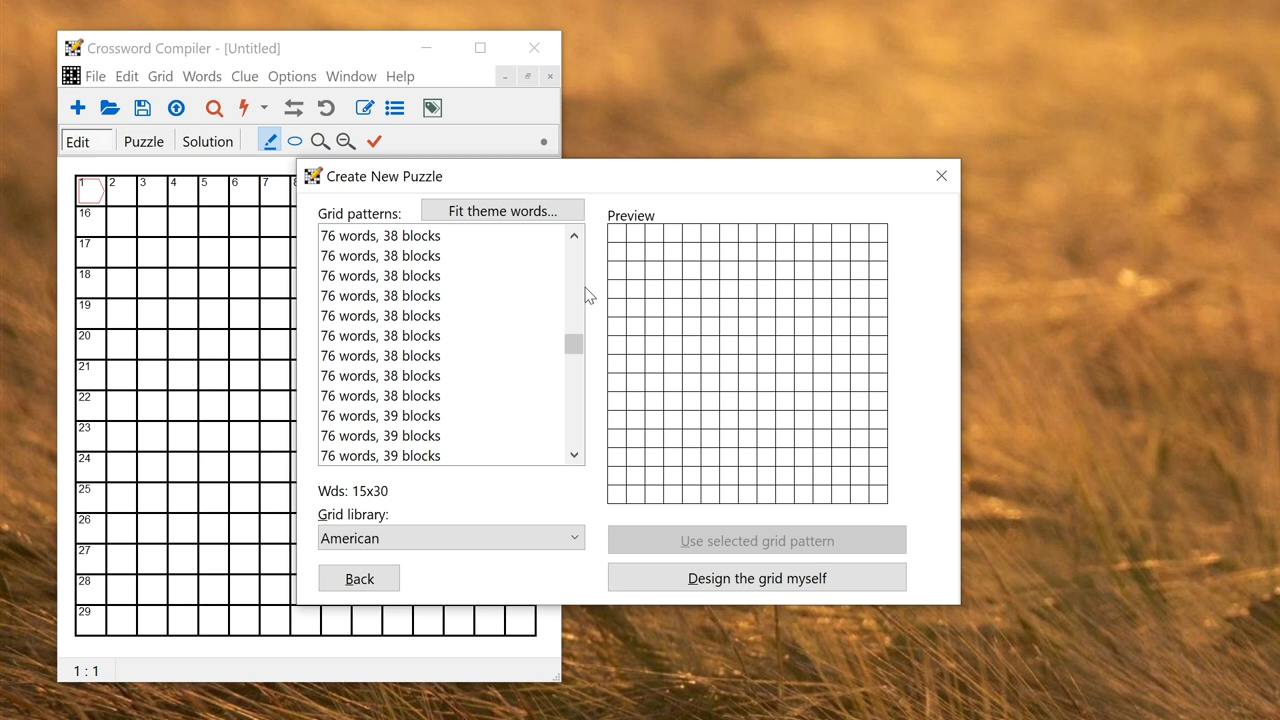 Crossword Compiler - [Untitled]
File Edit Grid Words Clue Options Window Help
Edit Puzzle Solution
1 2 3 4 5 6 7
16
17
18
19
20
21
22
23
24
25
26
27
28
29
1 : 1
Create New Puzzle
Grid patterns:
Fit theme words...
76 words, 38 blocks
76 words, 38 blocks
76 words, 38 blocks
76 words, 38 blocks
76 words, 38 blocks
76 words, 38 blocks
76 words, 38 blocks
76 words, 38 blocks
76 words, 38 blocks
76 words, 39 blocks
76 words, 39 blocks
76 words, 39 blocks
Wds: 15x30
Grid library:
American
Back
Preview
Use selected grid pattern
Design the grid myself